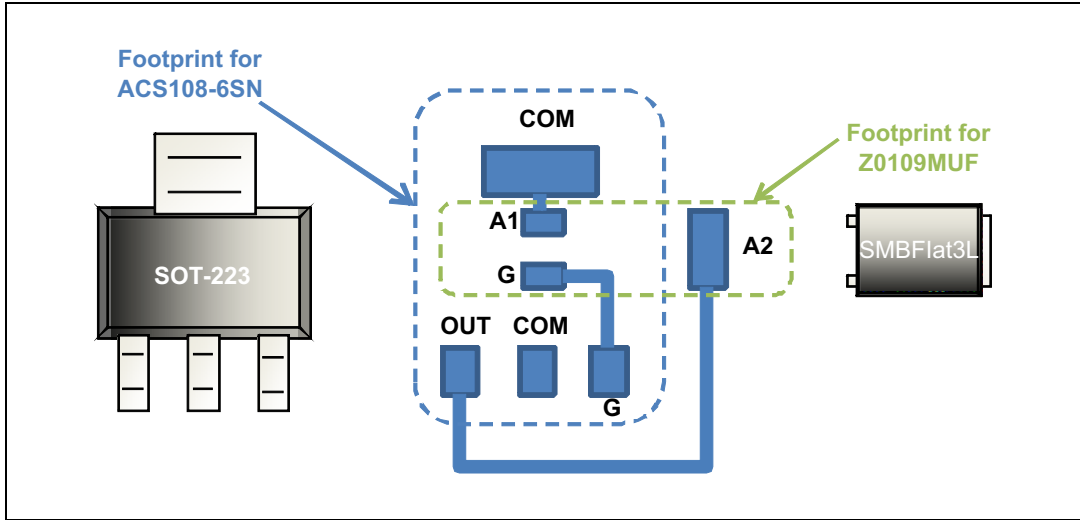 Footprint for
ACS108-6SN
COM
Footprint for
Z0109MUF
A1
A2
SOT-223
SMBFlat3L
G
OUT COM
G